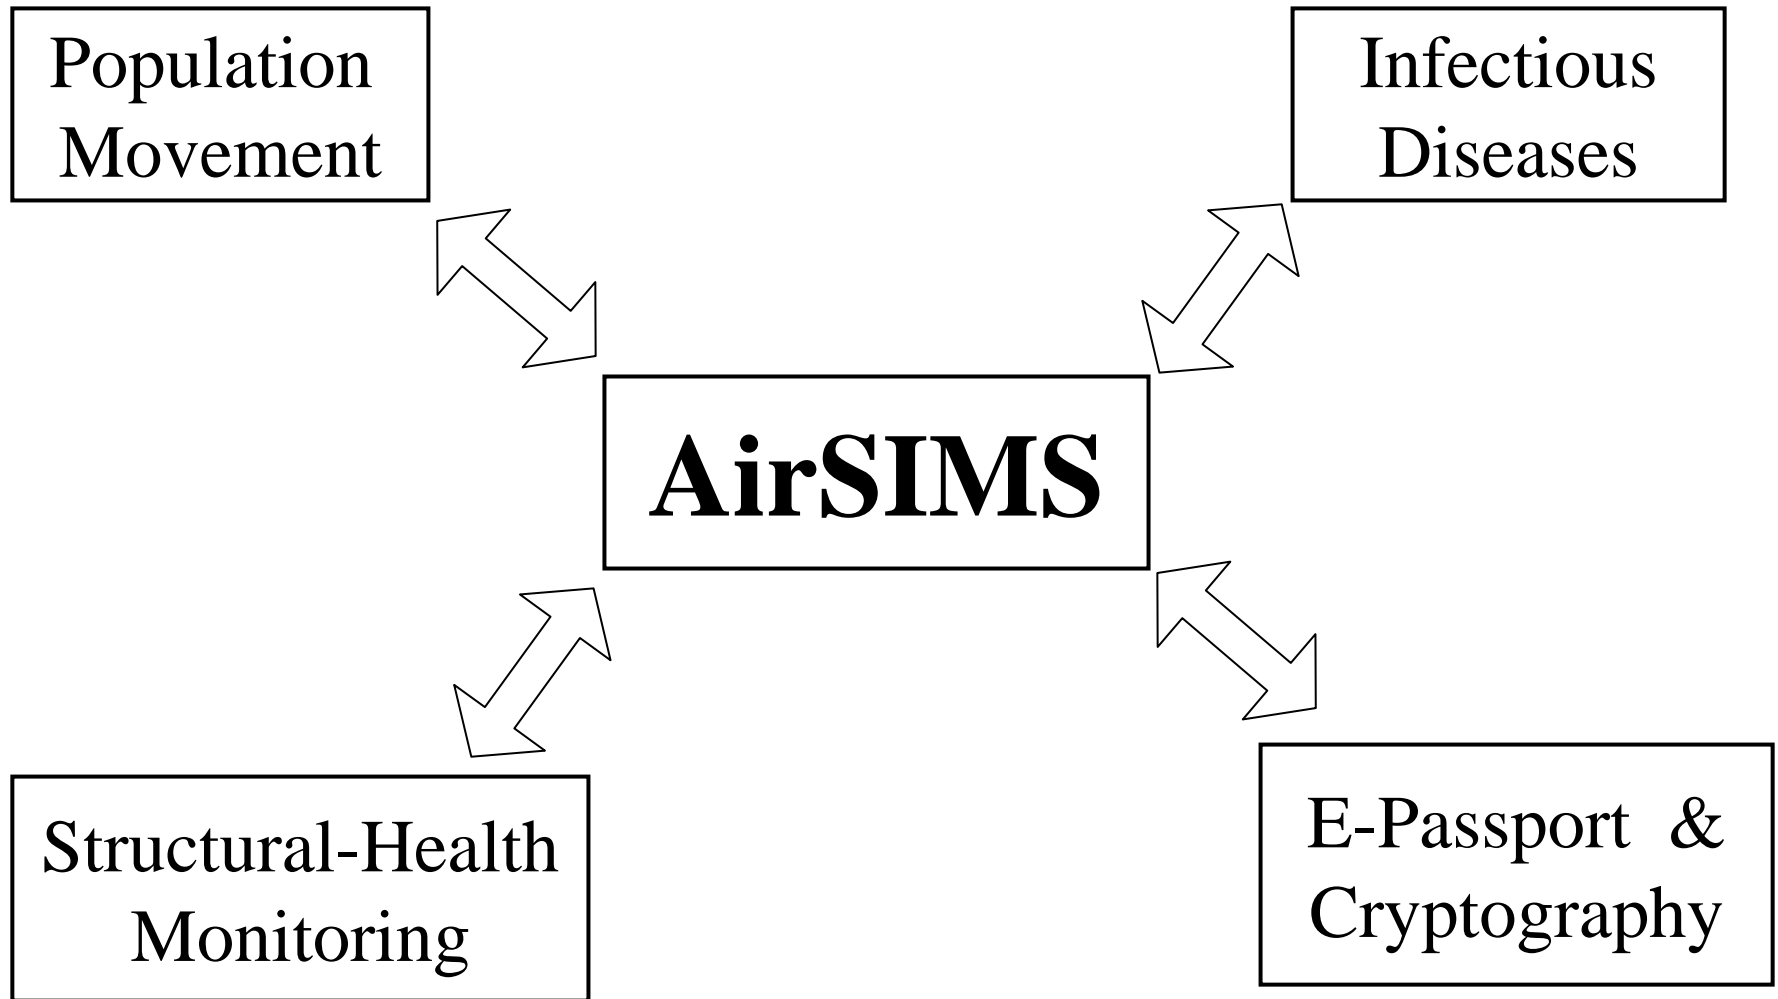 Population
Movement
Infectious
Diseases
AirSIMS
Structural-Health
Monitoring
E-Passport &
Cryptography